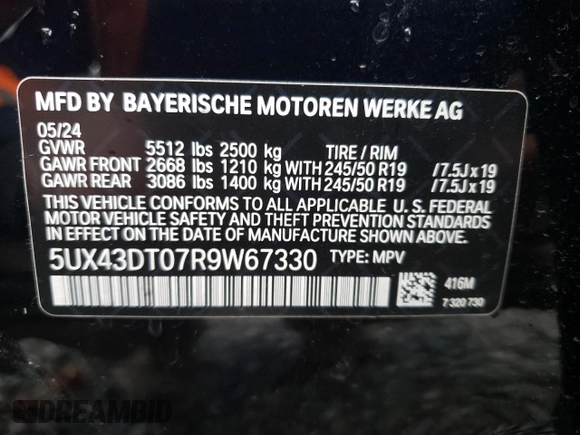 MFD BY BAYERISCHE MOTOREN WERKE AG
05/24
GVWR 5512 lbs 2500 kg TIRE / RIM
GAWR FRONT 2668 lbs 1210 kg WITH 245/50 R19 /7.5J x 19
GAWR REAR 3086 lbs 1400 kg WITH 245/50 R19 /7.5J x 19
THIS VEHICLE CONFORMS TO ALL APPLICABLE U. S. FEDERAL
MOTOR VEHICLE SAFETY AND THEFT PREVENTION STANDARDS
IN EFFECT ON THE DATE OF MANUFACTURE SHOWN ABOVE.
5UX43DT07R9W67330 TYPE: MPV
416M
7 320 730
DREAMBID